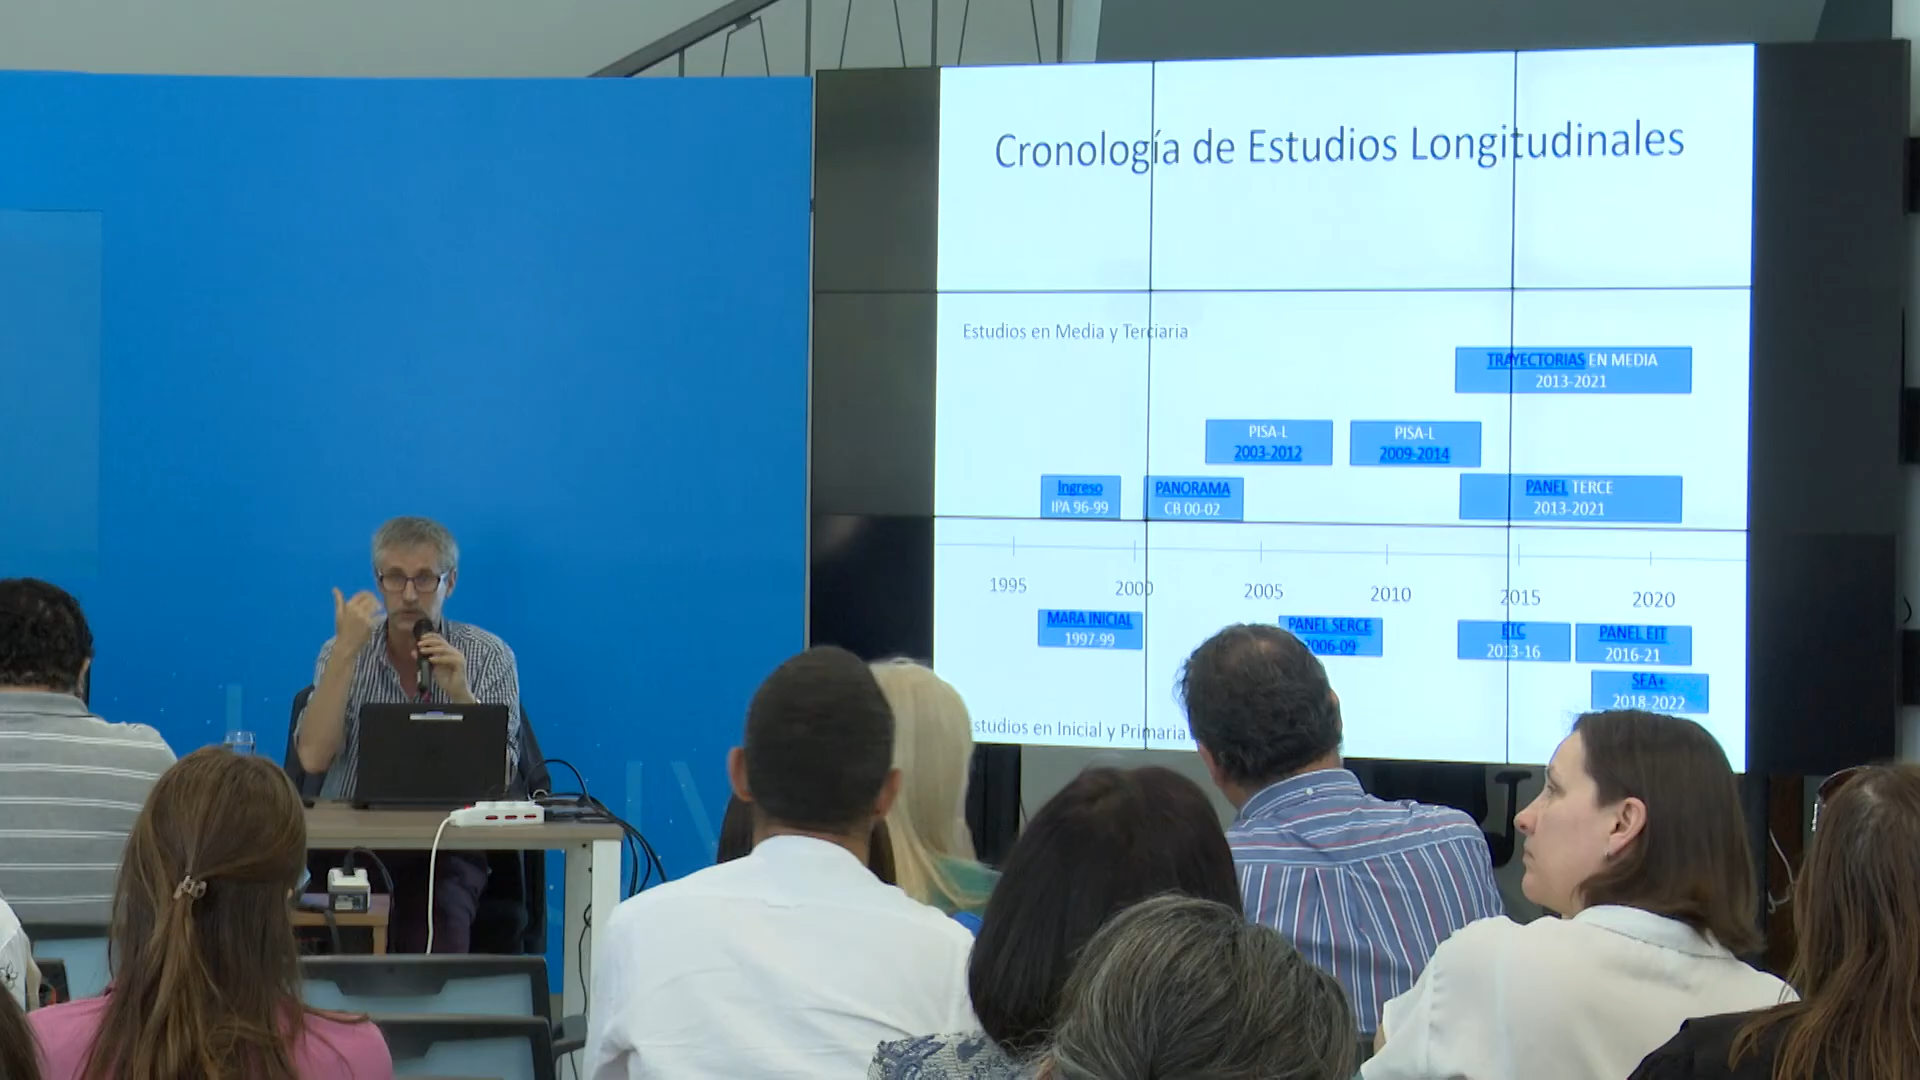 Cronología de Estudios Longitudinales
Estudios en Media y Terciaria
TRAYECTORIAS EN MEDIA
2013-2021
PISA-L
2003-2012
PISA-L
2009-2014
Ingreso
IPA 96-99
PANORAMA
CB 00-02
PANEL TERCE
2013-2021
1995
2000
2005
2010
2015
2020
MARA INICIAL
1997-99
PANEL SERCE
2006-09
ETC
2013-16
PANEL EIT
2016-21
SEA+
2018-2022
Estudios en Inicial y Primaria